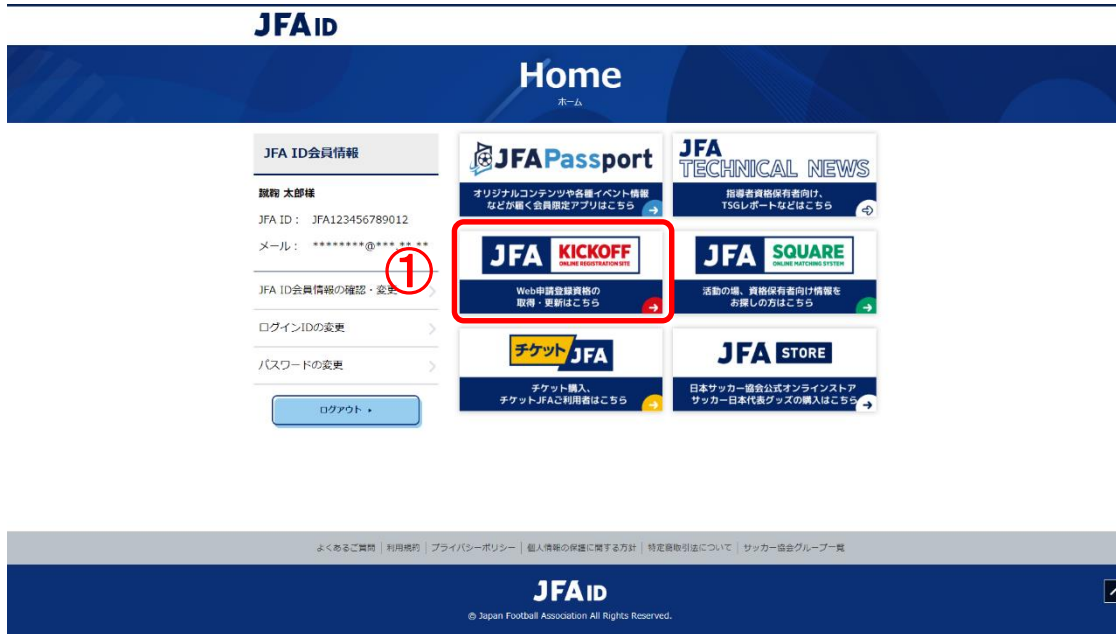 JFA ID
Home
ホーム
JFA ID会員情報
蹴鞠 太郎様
JFA ID： JFA123456789012
メール： ********@***.**.**
①
JFA ID会員情報の確認・変更
ログインIDの変更
パスワードの変更
ログアウト
JFA Passport
オリジナルコンテンツや各種イベント情報
などが届く会員限定アプリはこちら
JFA
TECHNICAL NEWS
指導者資格保有者向け、
TSGレポートなどはこちら
JFA KICKOFF
ONLINE REGISTRATION SITE
Web申請登録資格の
取得・更新はこちら
JFA SQUARE
ONLINE MATCHING SYSTEM
活動の場、資格保有者向け情報を
お探しの方はこちら
チケットJFA
チケット購入、
チケットJFAご利用者はこちら
JFA STORE
日本サッカー協会公式オンラインストア
サッカー日本代表グッズの購入はこちら
よくあるご質問 | 利用規約 | プライバシーポリシー | 個人情報の保護に関する方針 | 特定商取引法について | サッカー協会グループ一覧
JFA ID
© Japan Football Association All Rights Reserved.